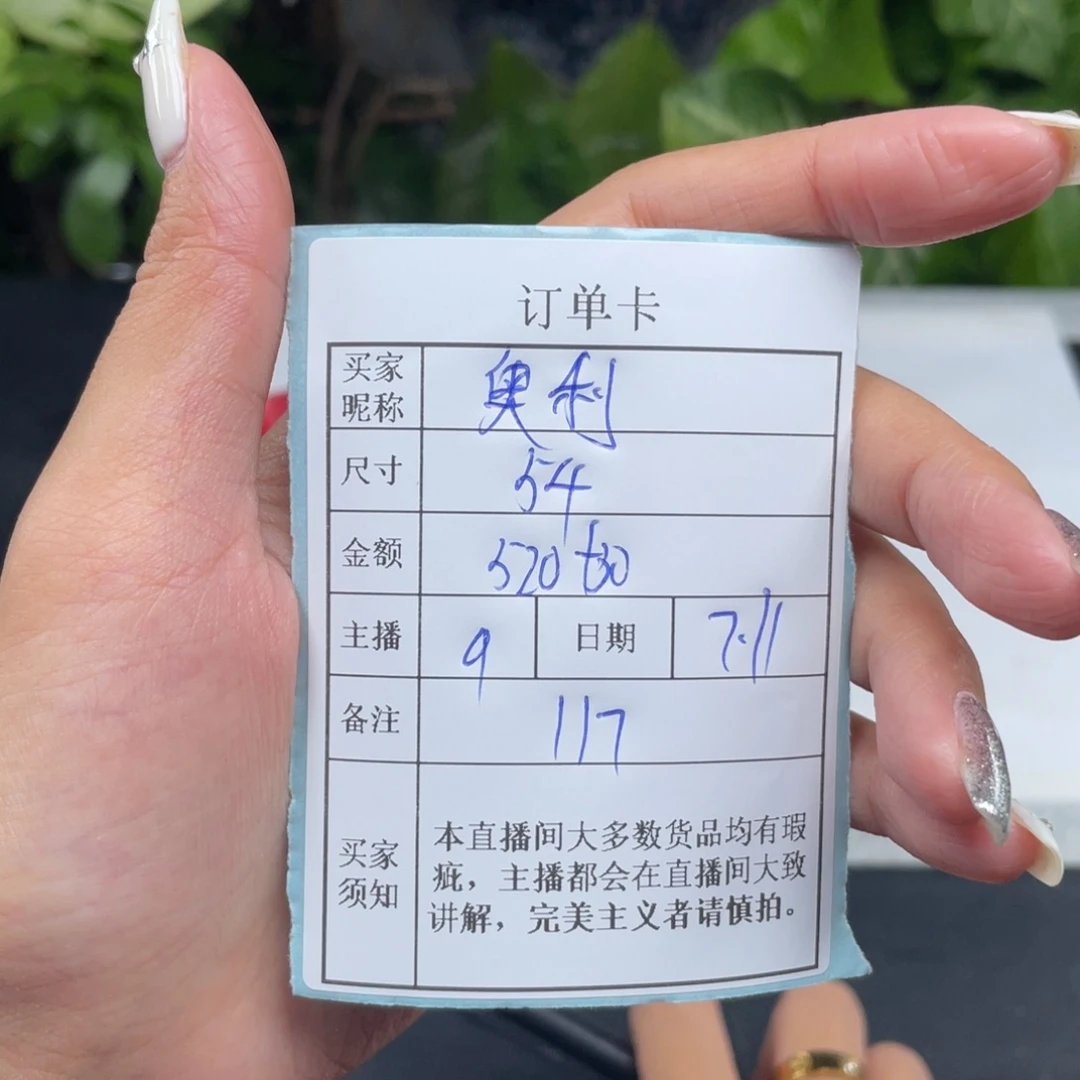 订单卡
买家昵称 奥利
尺寸 54
金额 520 t30
主播 9 日期 7.11
备注 117
买家须知
本直播间大多数货品均有瑕
疵，主播都会在直播间大致
讲解，完美主义者请慎拍。